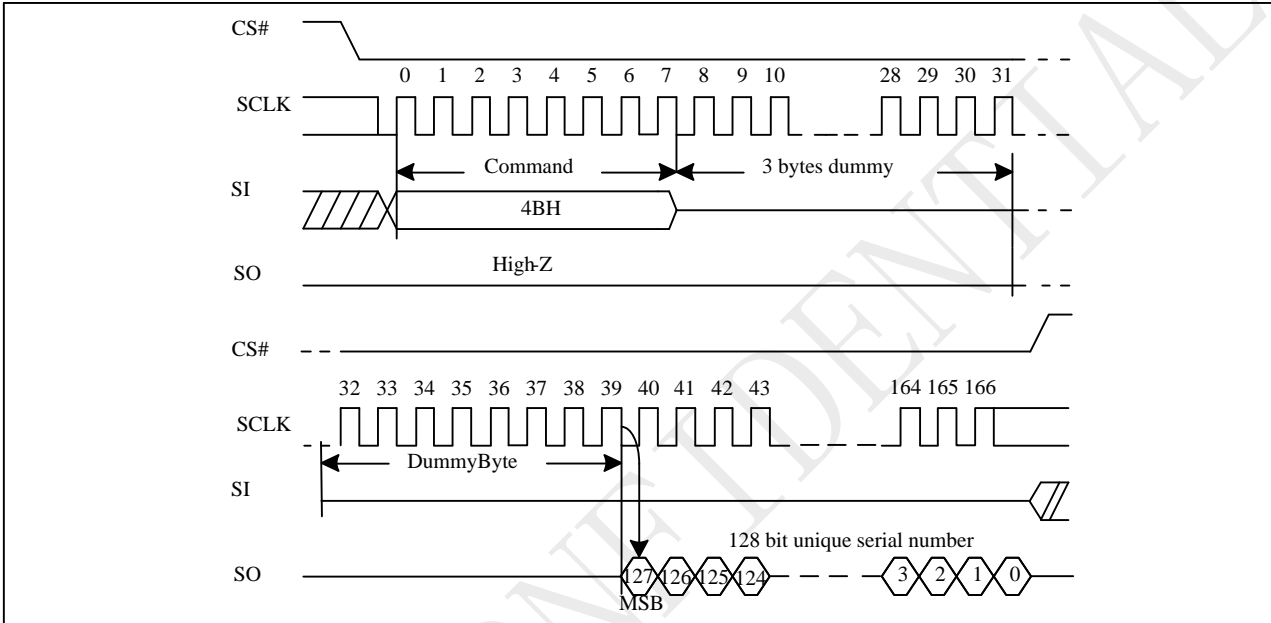 CS#
0 1 2 3 4 5 6 7 8 9 10 28 29 30 31
SCLK
Command 3 bytes dummy
SI
4BH
High-Z
SO
CS#
32 33 34 35 36 37 38 39 40 41 42 43 164 165 166
SCLK
DummyByte
SI
128 bit unique serial number
SO 127 126 125 124 3 2 1 0
MSB